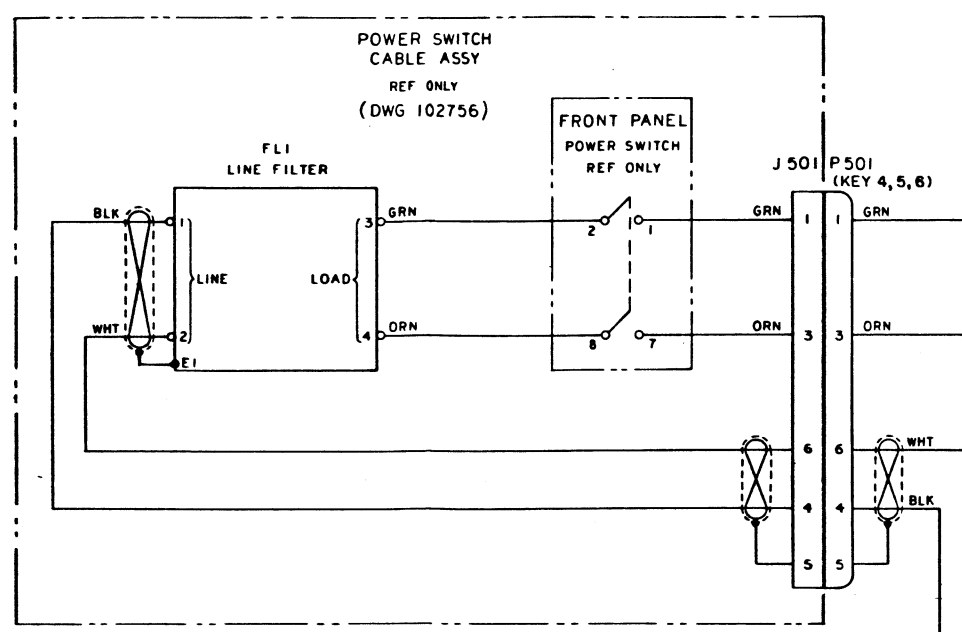 POWER SWITCH
CABLE ASSY
REF ONLY
(DWG 102756)
FRONT PANEL
POWER SWITCH
REF ONLY
FL1
LINE FILTER
J501 P501
(KEY 4,5,6)
BLK 1 3 GRN 2 1 GRN 1 1 GRN
LINE LOAD
WHT 2 4 ORN 8 7 ORN 3 3 ORN
E1
6 6 WHT
4 4 BLK
5 5